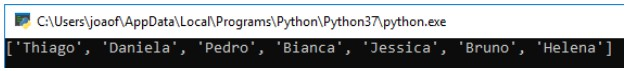 C:\Users\joaof\AppData\Local\Programs\Python\Python37\python.exe
['Thiago', 'Daniela', 'Pedro', 'Bianca', 'Jessica', 'Bruno', 'Helena']